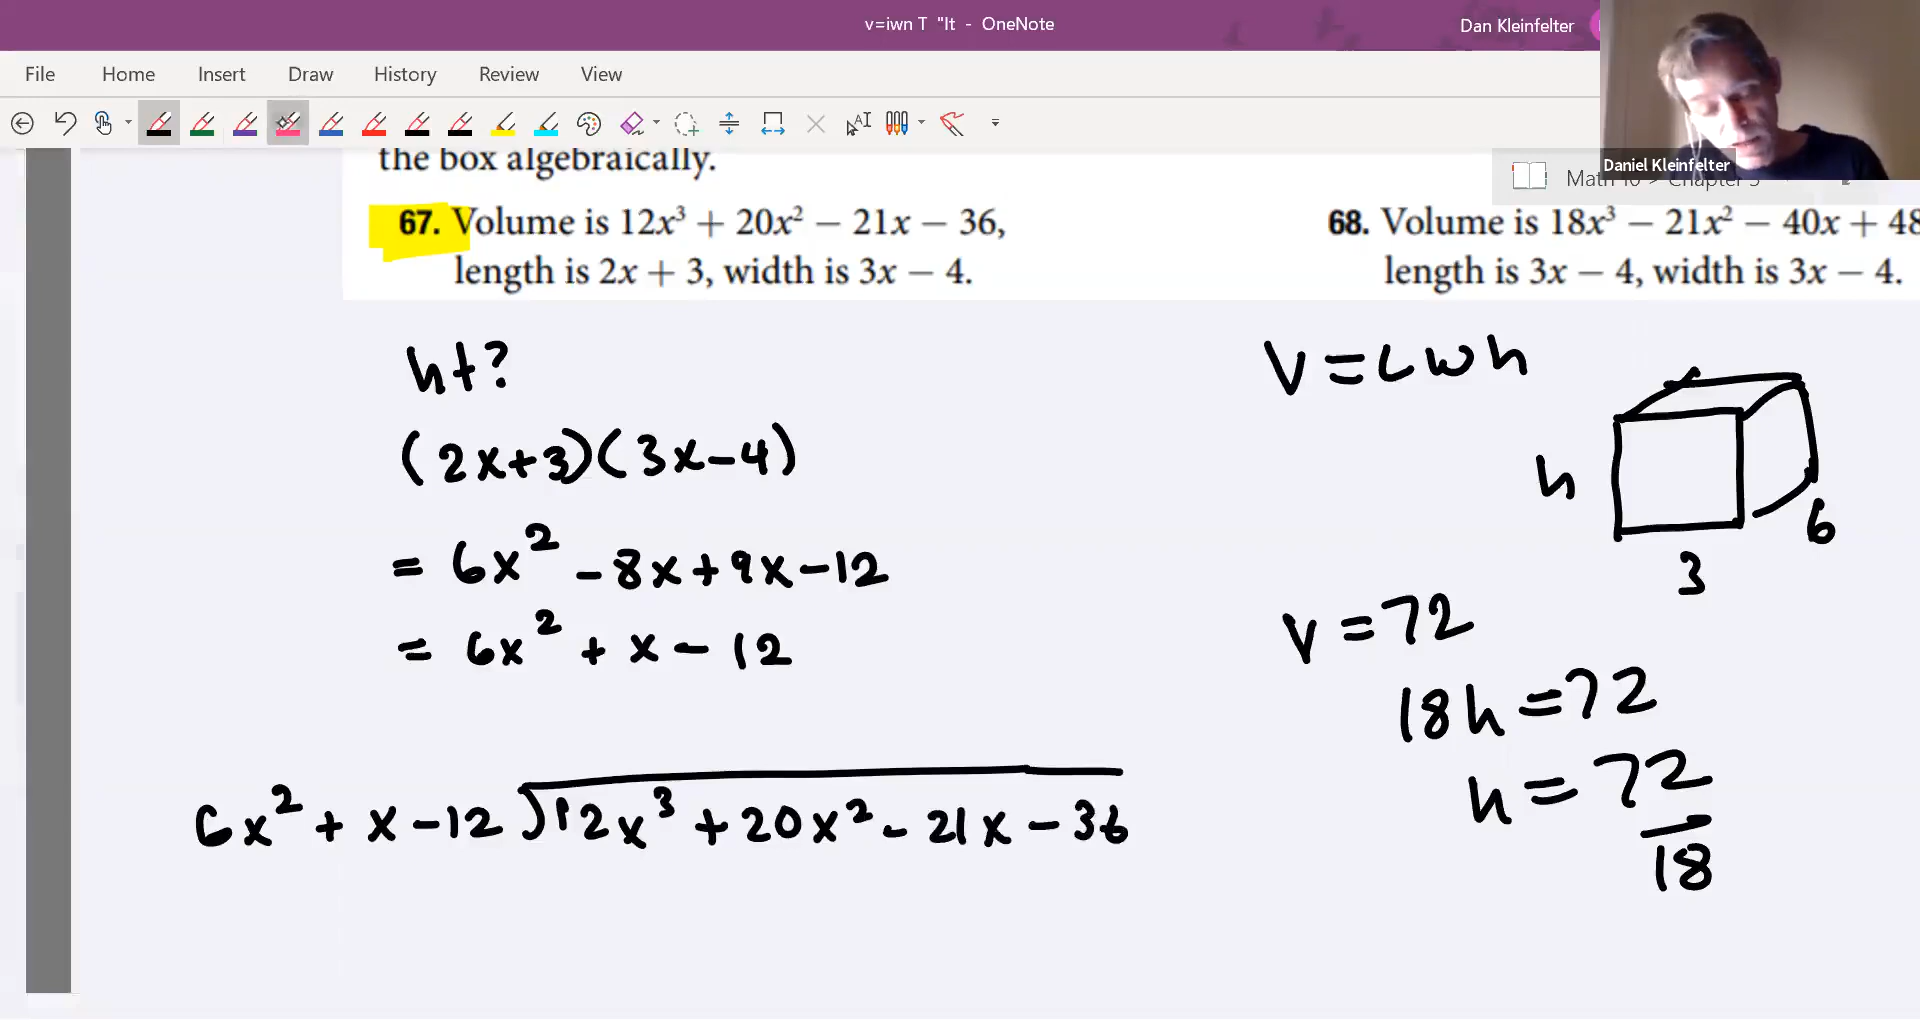 v=iwn T "It - OneNote
Dan Kleinfelter
File Home Insert Draw History Review View
Daniel Kleinfelter
the box algebraically.
67. Volume is 12x³ + 20x² − 21x − 36,
length is 2x + 3, width is 3x − 4.
68. Volume is 18x³ − 21x² − 40x + 48
length is 3x − 4, width is 3x − 4.
ht?
(2x+3)(3x−4)
= 6x² −8x+9x−12
= 6x² + x − 12
6x² + x −12 )12x³ +20x² − 21x − 36
V = L W h
h
6
3
V = 72
18h = 72
h = 72
18